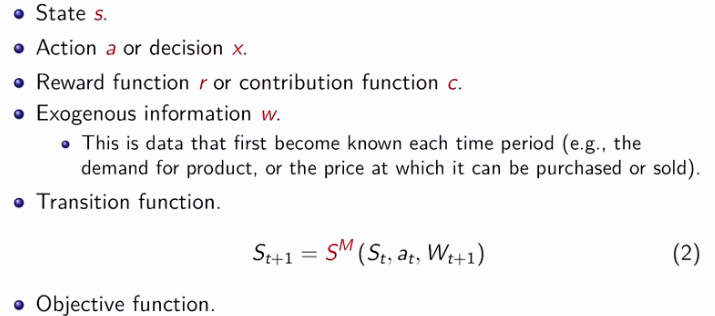 State s.
Action a or decision x.
Reward function r or contribution function c.
Exogenous information w.
This is data that first become known each time period (e.g., the
demand for product, or the price at which it can be purchased or sold).
Transition function.
S_{t+1} = S^M (S_t, a_t, W_{t+1}) (2)
Objective function.